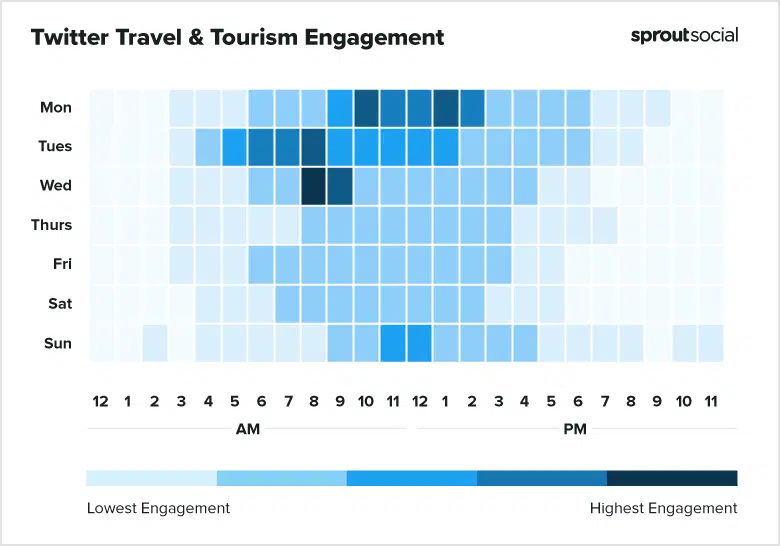 Twitter Travel & Tourism Engagement
sproutsocial
Mon
Tues
Wed
Thurs
Fri
Sat
Sun
12 1 2 3 4 5 6 7 8 9 10 11 12 1 2 3 4 5 6 7 8 9 10 11
AM PM
Lowest Engagement Highest Engagement